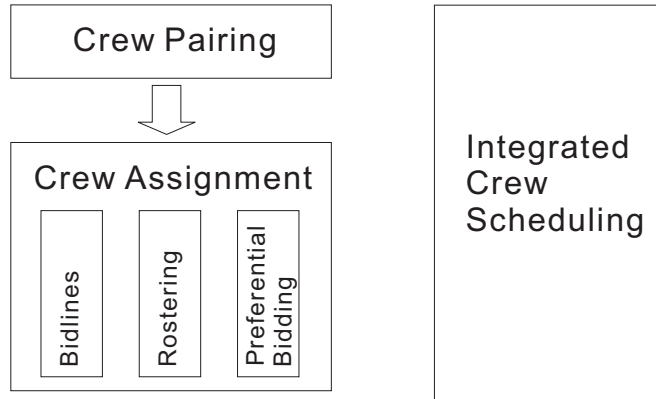 Crew Pairing
Crew Assignment
Bidlines
Rostering
Preferential
Bidding
Integrated
Crew
Scheduling